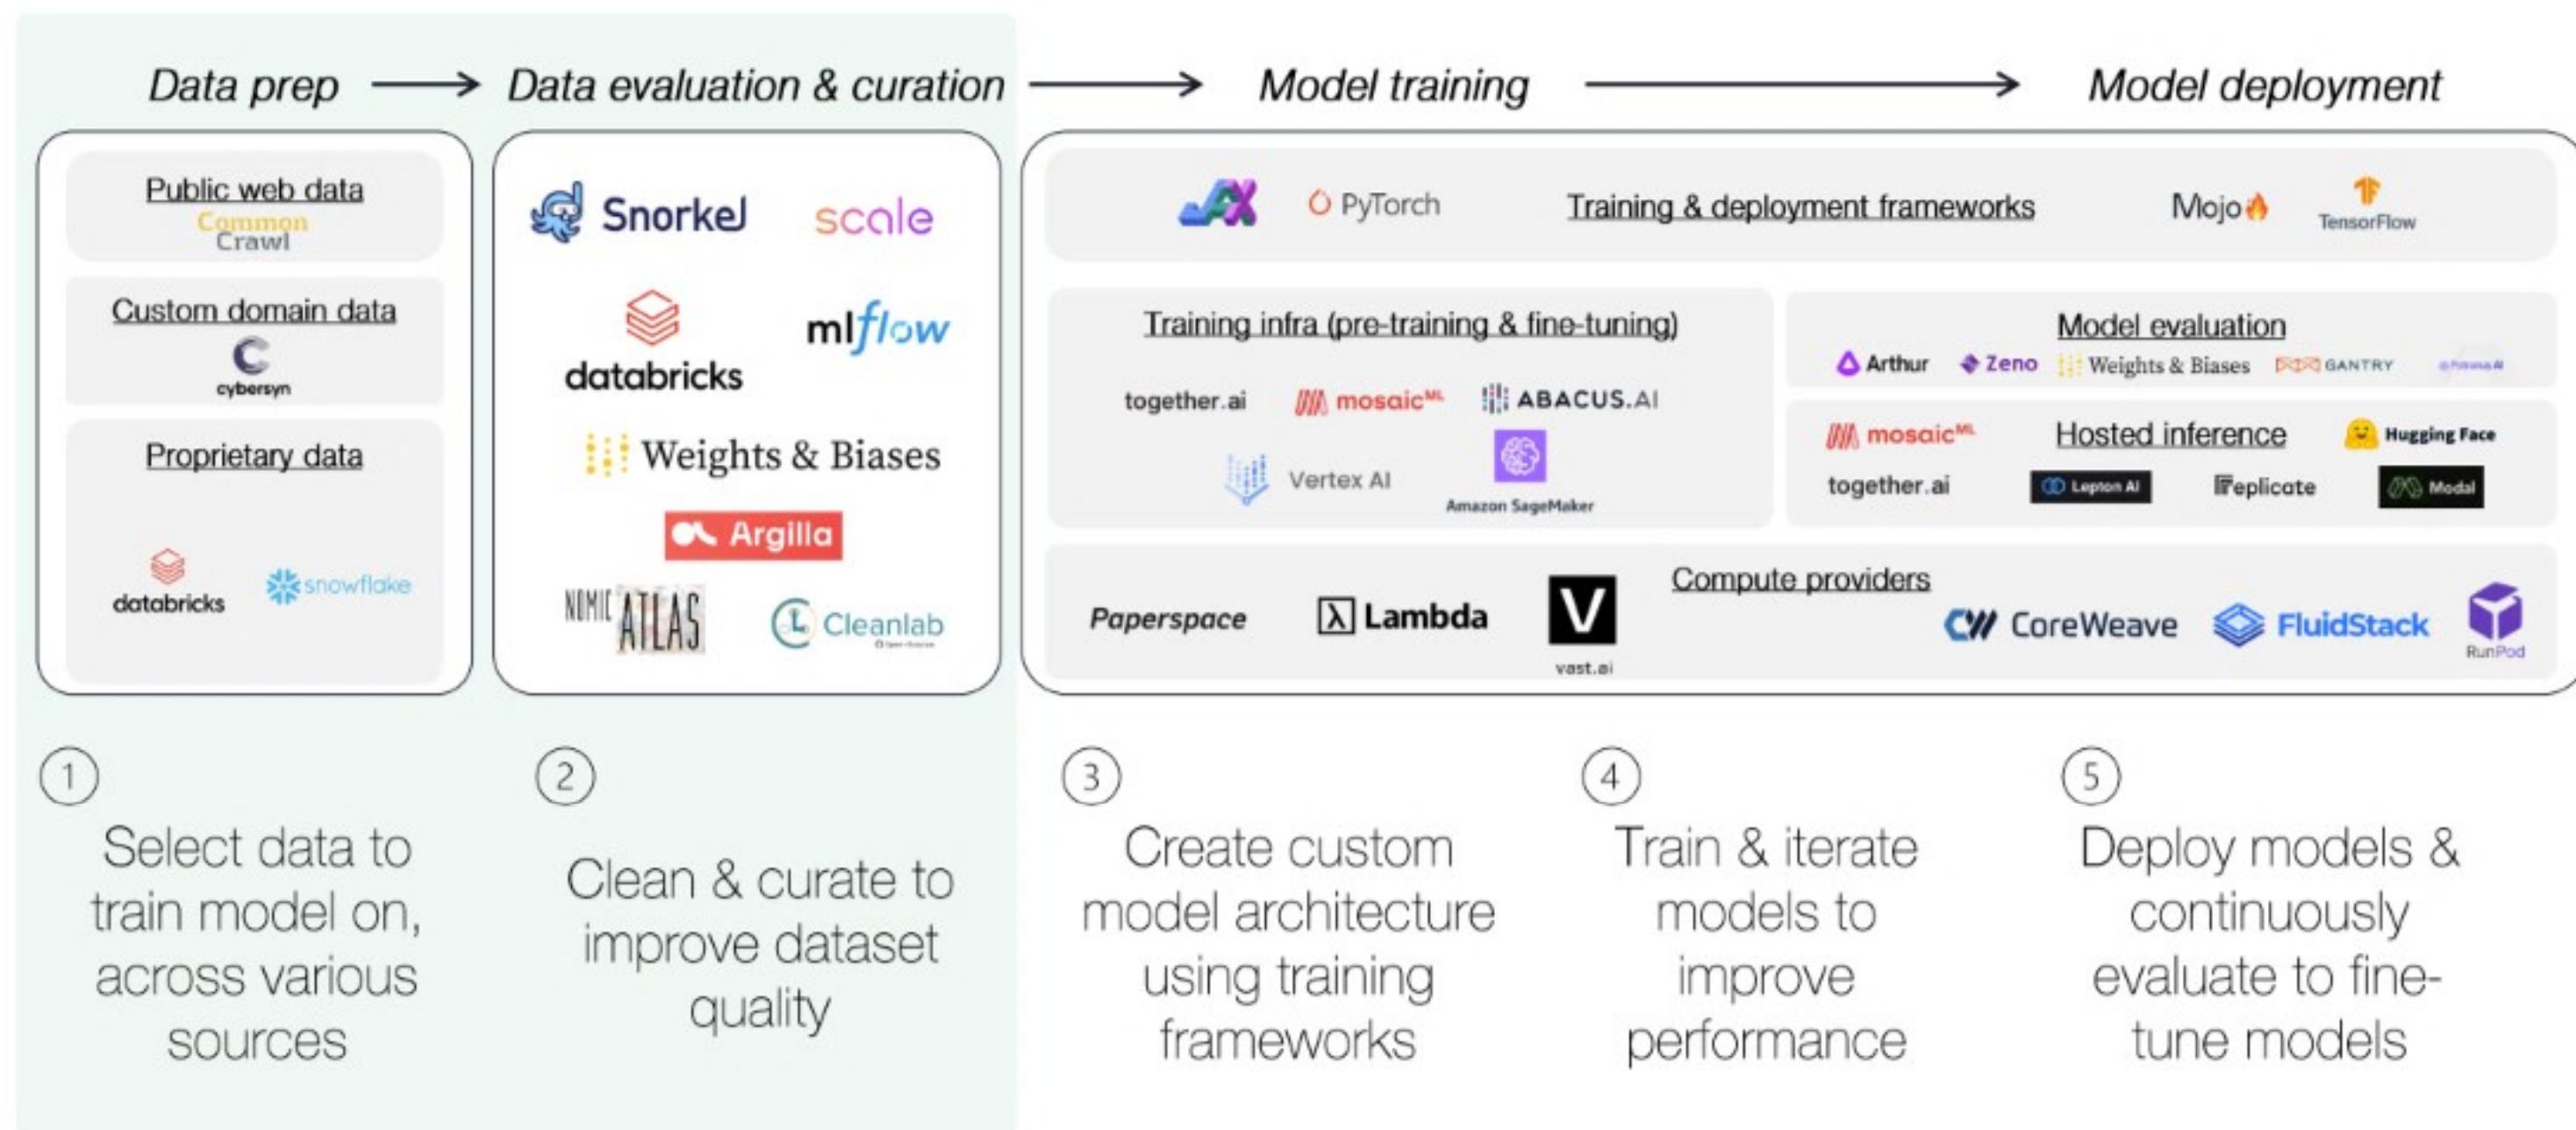 Data prep
Data evaluation & curation
Model training
Model deployment
Public web data
Common
Crawl
Custom domain data
cybersyn
Proprietary data
databricks
snowflake
Snorkel
scale
databricks
mlflow
Weights & Biases
Argilla
NOMIC ATLAS
Cleanlab
JAX
PyTorch
Training & deployment frameworks
Mojo
TensorFlow
Training infra (pre-training & fine-tuning)
together.ai
mosaicML
ABACUS.AI
Vertex AI
Amazon SageMaker
Model evaluation
Arthur
Zeno
Weights & Biases
GANTRY
mosaicML
Hosted inference
Hugging Face
together.ai
Lepton AI
Replicate
Modal
Compute providers
Paperspace
Lambda
V
vast.ai
CoreWeave
FluidStack
RunPod
1
Select data to
train model on,
across various
sources
2
Clean & curate to
improve dataset
quality
3
Create custom
model architecture
using training
frameworks
4
Train & iterate
models to
improve
performance
5
Deploy models &
continuously
evaluate to fine-
tune models